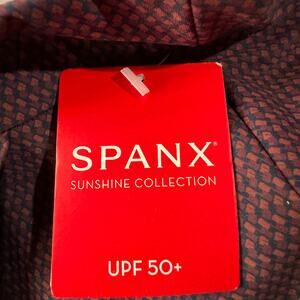 SPANX®
SUNSHINE COLLECTION
UPF 50+